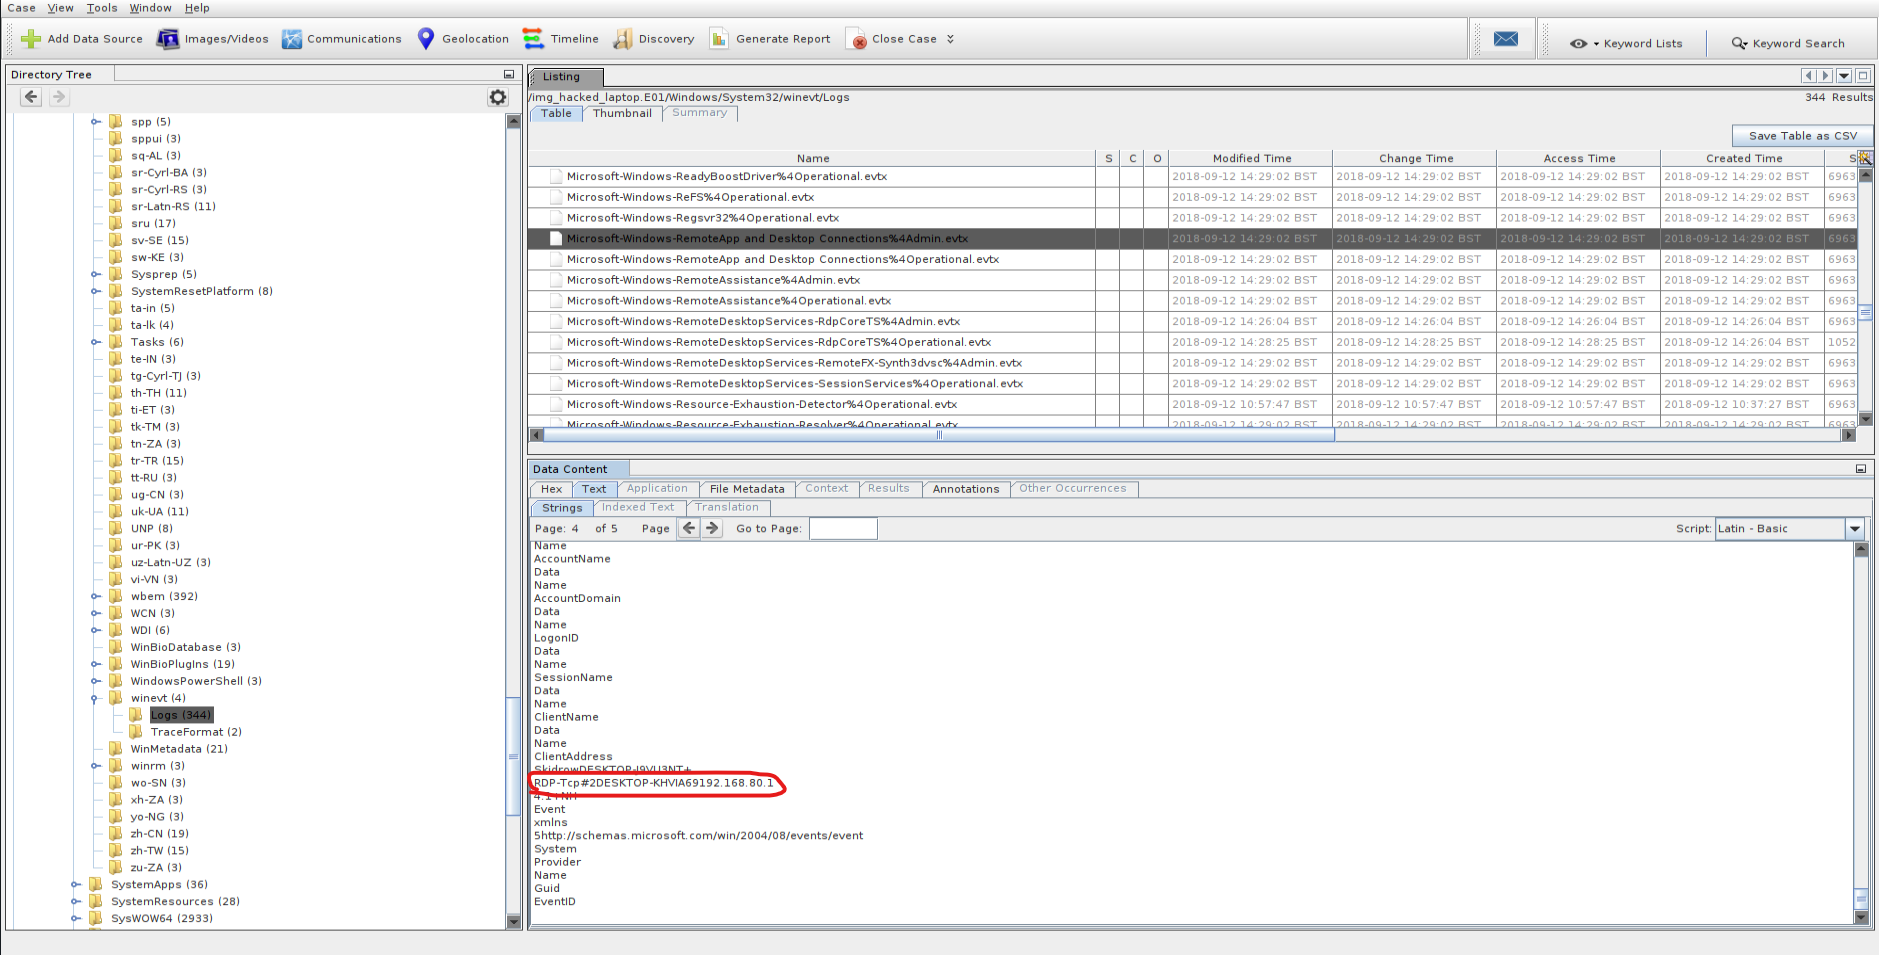 Case View Tools Window Help
Add Data Source Images/Videos Communications Geolocation Timeline Discovery Generate Report Close Case Keyword Lists Keyword Search
Directory Tree
spp (5)
sppui (3)
sq-AL (3)
sr-Cyrl-BA (3)
sr-Cyrl-RS (3)
sr-Latn-RS (11)
sru (17)
sv-SE (15)
sw-KE (3)
Sysprep (5)
SystemResetPlatform (8)
ta-in (5)
ta-lk (4)
Tasks (6)
te-IN (3)
tg-Cyrl-TJ (3)
th-TH (11)
ti-ET (3)
tk-TM (3)
tn-ZA (3)
tr-TR (15)
tt-RU (3)
ug-CN (3)
uk-UA (11)
UNP (8)
ur-PK (3)
uz-Latn-UZ (3)
vi-VN (3)
wbem (392)
WCN (3)
WDI (6)
WinBioDatabase (3)
WinBioPlugIns (19)
WindowsPowerShell (3)
winevt (4)
Logs (344)
TraceFormat (2)
WinMetadata (21)
winrm (3)
wo-SN (3)
xh-ZA (3)
yo-NG (3)
zh-CN (19)
zh-TW (15)
zu-ZA (3)
SystemApps (36)
SystemResources (28)
SysWOW64 (2933)
Listing
/img_hacked_laptop.E01/Windows/System32/winevt/Logs 344 Results
Table Thumbnail Summary
Save Table as CSV
Name S C O Modified Time Change Time Access Time Created Time S
Microsoft-Windows-ReadyBoostDriver%4Operational.evtx 2018-09-12 14:29:02 BST 2018-09-12 14:29:02 BST 2018-09-12 14:29:02 BST 2018-09-12 14:29:02 BST 6963
Microsoft-Windows-ReFS%4Operational.evtx 2018-09-12 14:29:02 BST 2018-09-12 14:29:02 BST 2018-09-12 14:29:02 BST 2018-09-12 14:29:02 BST 6963
Microsoft-Windows-Regsvr32%4Operational.evtx 2018-09-12 14:29:02 BST 2018-09-12 14:29:02 BST 2018-09-12 14:29:02 BST 2018-09-12 14:29:02 BST 6963
Microsoft-Windows-RemoteApp and Desktop Connections%4Admin.evtx 2018-09-12 14:29:02 BST 2018-09-12 14:29:02 BST 2018-09-12 14:29:02 BST 2018-09-12 14:29:02 BST 6963
Microsoft-Windows-RemoteApp and Desktop Connections%4Operational.evtx 2018-09-12 14:29:02 BST 2018-09-12 14:29:02 BST 2018-09-12 14:29:02 BST 2018-09-12 14:29:02 BST 6963
Microsoft-Windows-RemoteAssistance%4Admin.evtx 2018-09-12 14:29:02 BST 2018-09-12 14:29:02 BST 2018-09-12 14:29:02 BST 2018-09-12 14:29:02 BST 6963
Microsoft-Windows-RemoteAssistance%4Operational.evtx 2018-09-12 14:29:02 BST 2018-09-12 14:29:02 BST 2018-09-12 14:29:02 BST 2018-09-12 14:29:02 BST 6963
Microsoft-Windows-RemoteDesktopServices-RdpCoreTS%4Admin.evtx 2018-09-12 14:26:04 BST 2018-09-12 14:26:04 BST 2018-09-12 14:26:04 BST 2018-09-12 14:26:04 BST 6963
Microsoft-Windows-RemoteDesktopServices-RdpCoreTS%4Operational.evtx 2018-09-12 14:28:25 BST 2018-09-12 14:28:25 BST 2018-09-12 14:28:25 BST 2018-09-12 14:26:04 BST 1052
Microsoft-Windows-RemoteDesktopServices-RemoteFX-Synth3dvsc%4Admin.evtx 2018-09-12 14:29:02 BST 2018-09-12 14:29:02 BST 2018-09-12 14:29:02 BST 2018-09-12 14:29:02 BST 6963
Microsoft-Windows-RemoteDesktopServices-SessionServices%4Operational.evtx 2018-09-12 14:29:02 BST 2018-09-12 14:29:02 BST 2018-09-12 14:29:02 BST 2018-09-12 14:29:02 BST 6963
Microsoft-Windows-Resource-Exhaustion-Detector%4Operational.evtx 2018-09-12 10:57:47 BST 2018-09-12 10:57:47 BST 2018-09-12 10:57:47 BST 2018-09-12 10:37:27 BST 6963
Microsoft-Windows-Resource-Exhaustion-Resolver%4Operational.evtx 2018-09-12 14:29:02 BST 2018-09-12 14:29:02 BST 2018-09-12 14:29:02 BST 2018-09-12 14:29:02 BST 6963
Data Content
Hex Text Application File Metadata Context Results Annotations Other Occurrences
Strings Indexed Text Translation
Page: 4 of 5 Page Go to Page: Script: Latin - Basic
Name
AccountName
Data
Name
AccountDomain
Data
Name
LogonID
Data
Name
SessionName
Data
Name
ClientName
Data
Name
ClientAddress
SkidrowDESKTOP-J9VU3NT+
RDP-Tcp#2DESKTOP-KHVIA69192.168.80.1
Event
xmlns
5http://schemas.microsoft.com/win/2004/08/events/event
System
Provider
Name
Guid
EventID